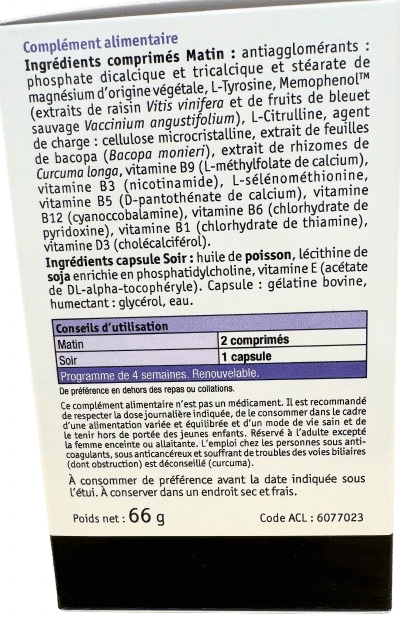 Complément alimentaire
Ingrédients comprimés Matin : antiagglomérants :
phosphate dicalcique et tricalcique et stéarate de
magnésium d'origine végétale, L-Tyrosine, Memophenol™
(extraits de raisin Vitis vinifera et de fruits de bleuet
sauvage Vaccinium angustifolium), L-Citrulline, agent
de charge : cellulose microcristalline, extrait de feuilles
de bacopa (Bacopa monieri), extrait de rhizomes de
Curcuma longa, vitamine B9 (L-méthylfolate de calcium),
vitamine B3 (nicotinamide), L-sélénométhionine,
vitamine B5 (D-pantothénate de calcium), vitamine
B12 (cyanoccobalamine), vitamine B6 (chlorhydrate de
pyridoxine), vitamine B1 (chlorhydrate de thiamine),
vitamine D3 (cholécalciférol).
Ingrédients capsule Soir : huile de poisson, lécithine de
soja enrichie en phosphatidylcholine, vitamine E (acétate
de DL-alpha-tocophéryle). Capsule : gélatine bovine,
humectant : glycérol, eau.
Conseils d'utilisation
Matin 2 comprimés
Soir 1 capsule
Programme de 4 semaines. Renouvelable.
De préférence en dehors des repas ou collations.
Ce complément alimentaire n'est pas un médicament. Il est recommandé
de respecter la dose journalière indiquée, de le consommer dans le cadre
d'une alimentation variée et équilibrée et d'un mode de vie sain et de
le tenir hors de portée des jeunes enfants. Réservé à l'adulte excepté
la femme enceinte ou allaitante. L'emploi chez les personnes sous anti-
coagulants, sous anticancéreux et souffrant de troubles des voies biliaires
(dont obstruction) est déconseillé (curcuma).
À consommer de préférence avant la date indiquée sous
l'étui. À conserver dans un endroit sec et frais.
Poids net : 66 g Code ACL : 6077023